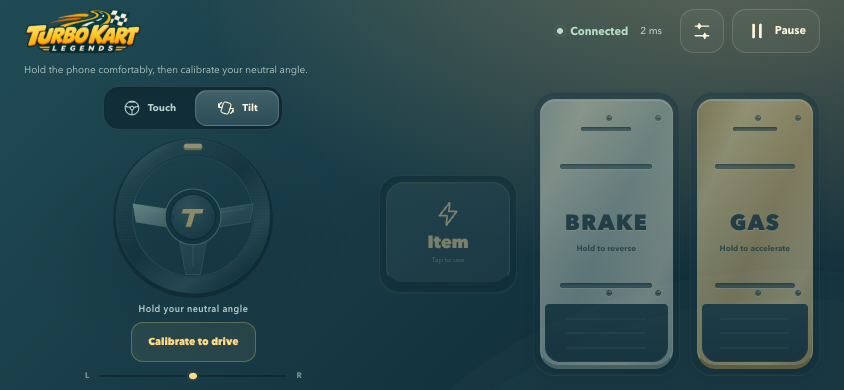 TURBO KART
LEGENDS
Connected 2 ms
Pause
Hold the phone comfortably, then calibrate your neutral angle.
Touch
Tilt
T
Item
Tap to use
BRAKE
Hold to reverse
GAS
Hold to accelerate
Hold your neutral angle
Calibrate to drive
L R